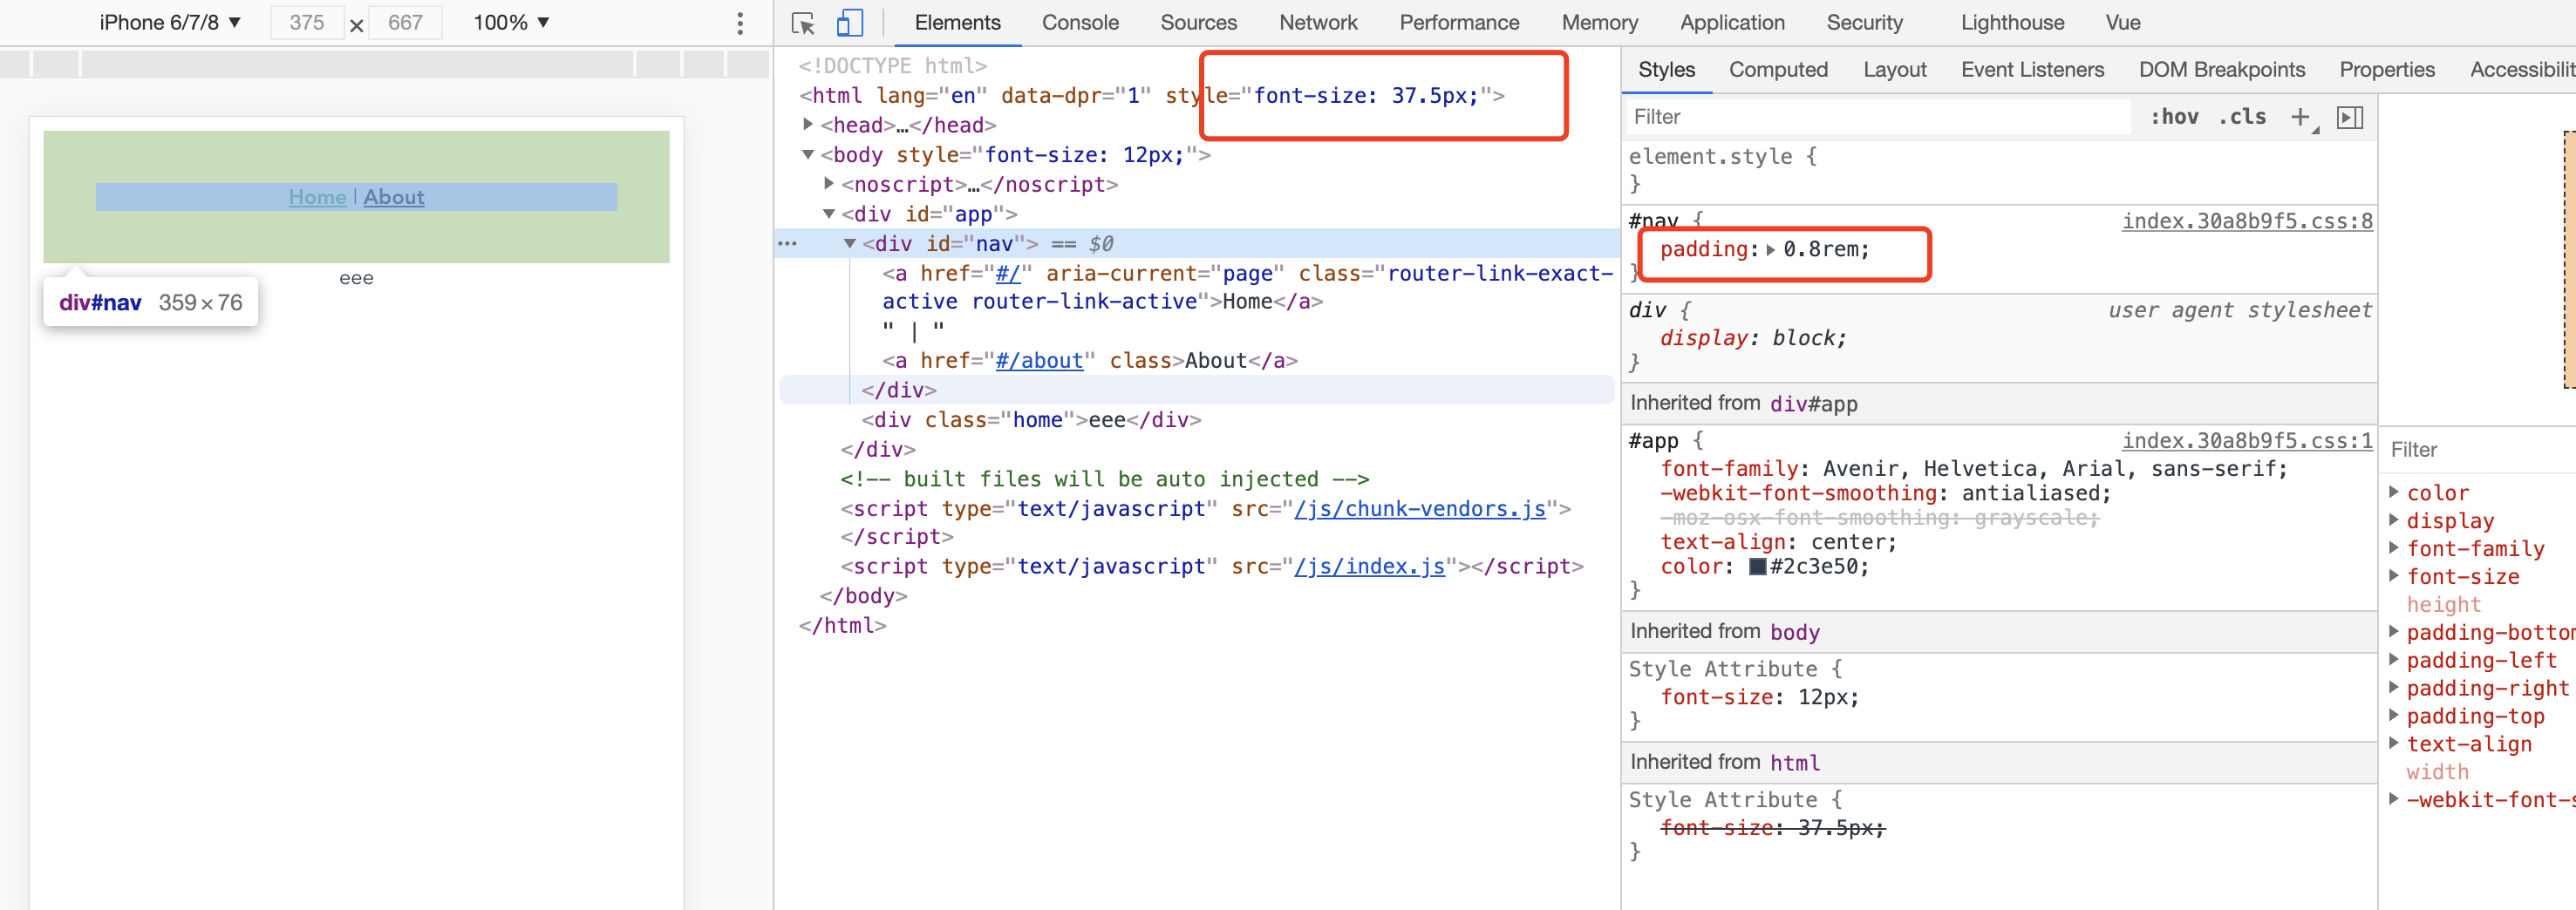 iPhone 6/7/8 ▼ 375 × 667 100% ▼
Elements Console Sources Network Performance Memory Application Security Lighthouse Vue
Home | About
eee
div#nav 359 × 76
<!DOCTYPE html>
<html lang="en" data-dpr="1" style="font-size: 37.5px;">
<head>…</head>
<body style="font-size: 12px;">
<noscript>…</noscript>
<div id="app">
<div id="nav"> == $0
<a href="#/" aria-current="page" class="router-link-exact-
active router-link-active">Home</a>
" | "
<a href="#/about" class>About</a>
</div>
<div class="home">eee</div>
</div>
<!-- built files will be auto injected -->
<script type="text/javascript" src="/js/chunk-vendors.js">
</script>
<script type="text/javascript" src="/js/index.js"></script>
</body>
</html>
Styles Computed Layout Event Listeners DOM Breakpoints Properties Accessibilit
Filter :hov .cls +
element.style {
}
#nav { index.30a8b9f5.css:8
padding: 0.8rem;
}
div { user agent stylesheet
display: block;
}
Inherited from div#app
#app { index.30a8b9f5.css:1
font-family: Avenir, Helvetica, Arial, sans-serif;
-webkit-font-smoothing: antialiased;
-moz-osx-font-smoothing: grayscale;
text-align: center;
color: #2c3e50;
}
Inherited from body
Style Attribute {
font-size: 12px;
}
Inherited from html
Style Attribute {
font-size: 37.5px;
}
Filter
color
display
font-family
font-size
height
padding-bottom
padding-left
padding-right
padding-top
text-align
width
-webkit-font-s